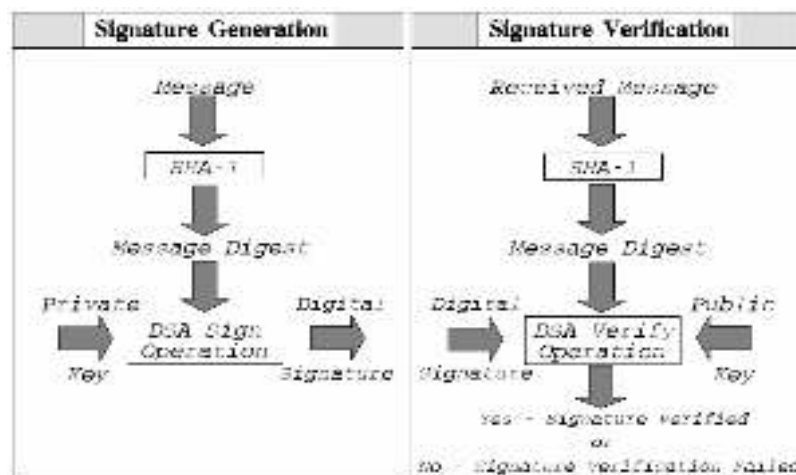 Signature Generation
Message
SHA-1
Message Digest
Private
Key
DSA Sign
Operation
Digital
Signature
Signature Verification
Received Message
SHA-1
Message Digest
Digital
Signature
DSA Verify
Operation
Public
Key
Yes - Signature Verified
or
No - Signature Verification Failed